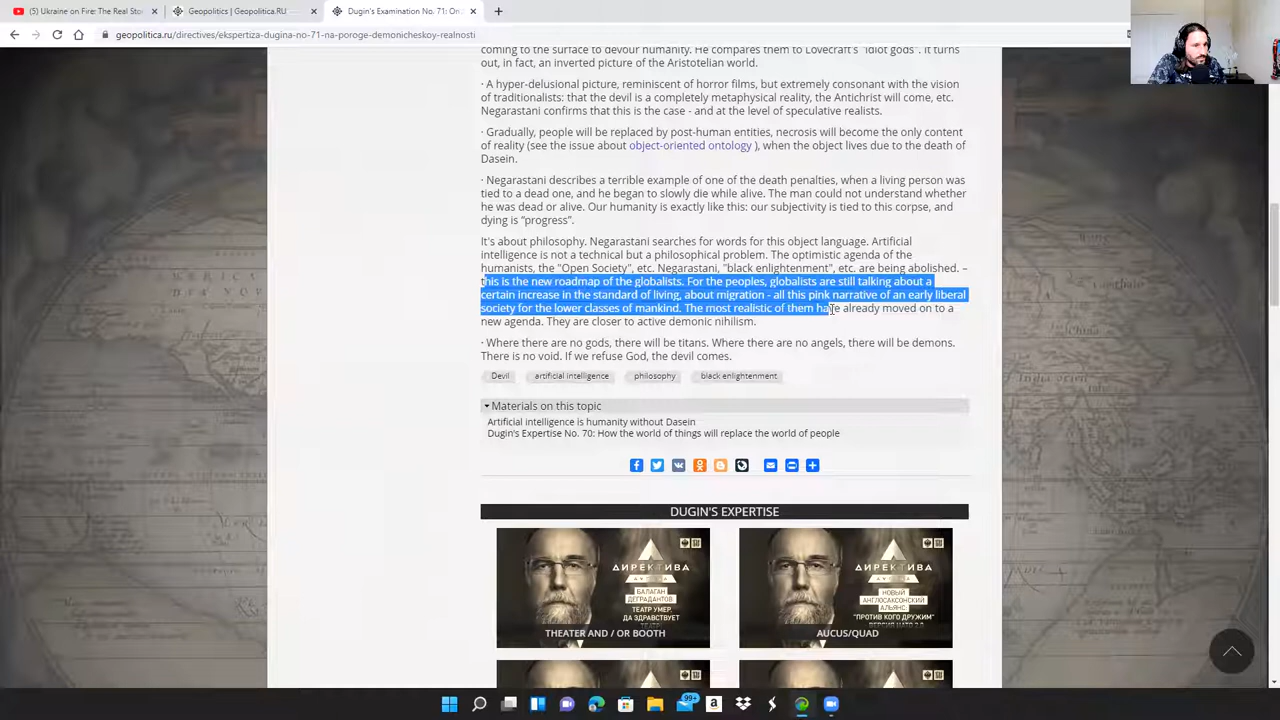 (5) Ukraine on Fire: The Real Sto
Geopolitics | Geopolitica.RU
Dugin's Examination No. 71: On
geopolitica.ru/directives/ekspertiza-dugina-no-71-na-poroge-demonicheskoy-realnosti
coming to the surface to devour humanity. He compares them to Lovecraft's "idiot gods". It turns
out, in fact, an inverted picture of the Aristotelian world.
· A hyper-delusional picture, reminiscent of horror films, but extremely consonant with the vision
of traditionalists: that the devil is a completely metaphysical reality, the Antichrist will come, etc.
Negarastani confirms that this is the case - and at the level of speculative realists.
· Gradually, people will be replaced by post-human entities, necrosis will become the only content
of reality (see the issue about object-oriented ontology ), when the object lives due to the death of
Dasein.
· Negarastani describes a terrible example of one of the death penalties, when a living person was
tied to a dead one, and he began to slowly die while alive. The man could not understand whether
he was dead or alive. Our humanity is exactly like this: our subjectivity is tied to this corpse, and
dying is "progress".
It's about philosophy. Negarastani searches for words for this object language. Artificial
intelligence is not a technical but a philosophical problem. The optimistic agenda of the
humanists, the "Open Society", etc. Negarastani, "black enlightenment", etc. are being abolished. –
this is the new roadmap of the globalists. For the peoples, globalists are still talking about a
certain increase in the standard of living, about migration - all this pink narrative of an early liberal
society for the lower classes of mankind. The most realistic of them have already moved on to a
new agenda. They are closer to active demonic nihilism.
· Where there are no gods, there will be titans. Where there are no angels, there will be demons.
There is no void. If we refuse God, the devil comes.
Devil artificial intelligence philosophy black enlightenment
Materials on this topic
Artificial intelligence is humanity without Dasein
Dugin's Expertise No. 70: How the world of things will replace the world of people
DUGIN'S EXPERTISE
ДИРЕКТИВА
БАЛАГАН
ДЕГРАДАНТОВ
ТЕАТР УМЕР,
ДА ЗДРАВСТВУЕТ
ТЕАТР
THEATER AND / OR BOOTH
ДИРЕКТИВА
НОВЫЙ
АНГЛОСАКСОНСКИЙ
АЛЬЯНС:
"ПРОТИВ КОГО ДРУЖИМ"
AUCUS/QUAD
99+